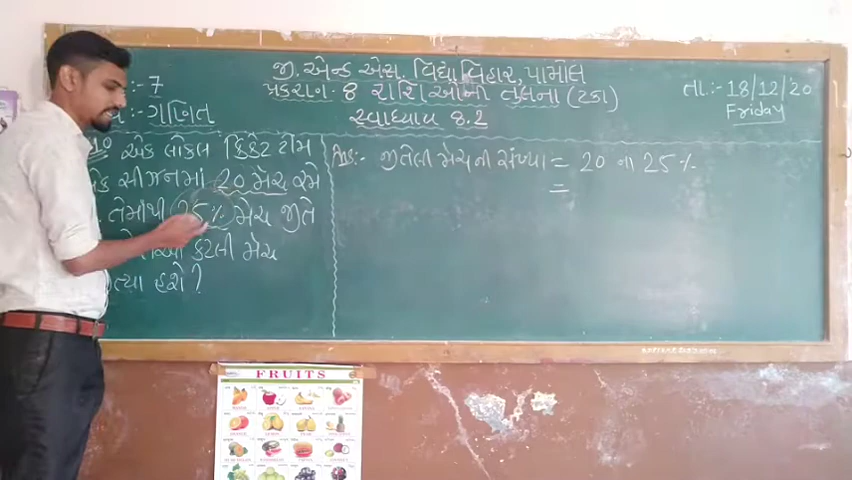 જી. એન્ડ એસ. વિદ્યાવિહાર, પામોલ
પ્રકરણ - 8 રાશિઓની તુલના (ટકા)
સ્વાધ્યાય - 8.2
:- 7
:- ગણિત
તા.:- 18/12/20
Friday
એક લોકલ ક્રિકેટ ટીમ
સીઝનમાં 20 મેચ રમે
તેમાંથી 25% મેચ જીતે
કેટલી મેચ
હશે ?
જીતેલી મેચની સંખ્યા = 20 ના 25 %
=
FRUITS